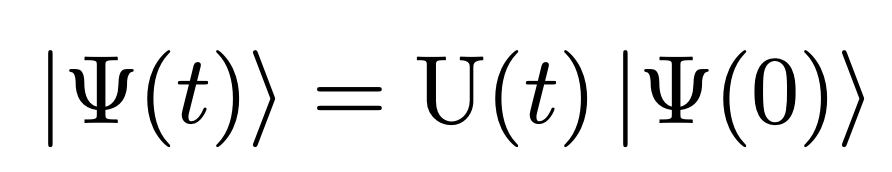 |Ψ(t)⟩ = U(t) |Ψ(0)⟩